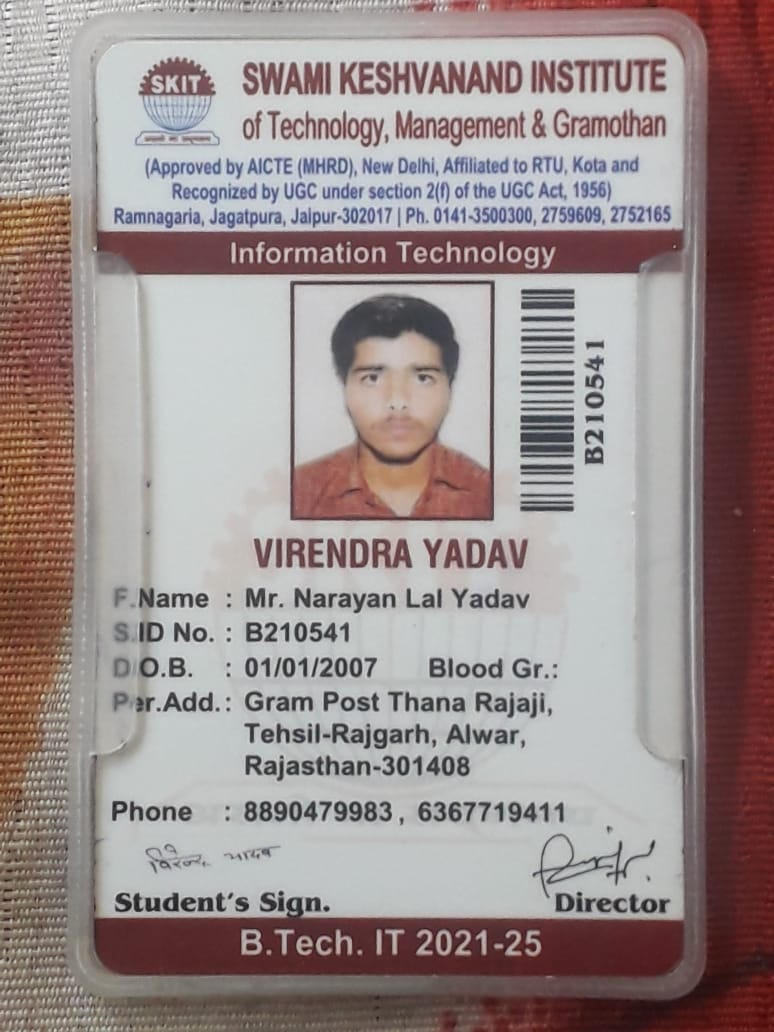 SKIT
SWAMI KESHVANAND INSTITUTE
of Technology, Management & Gramothan
(Approved by AICTE (MHRD), New Delhi, Affiliated to RTU, Kota and
Recognized by UGC under section 2(f) of the UGC Act, 1956)
Ramnagaria, Jagatpura, Jaipur-302017 | Ph. 0141-3500300, 2759609, 2752165
Information Technology
B210541
VIRENDRA YADAV
F.Name : Mr. Narayan Lal Yadav
S.ID No. : B210541
D.O.B. : 01/01/2007 Blood Gr.:
Per.Add.: Gram Post Thana Rajaji,
Tehsil-Rajgarh, Alwar,
Rajasthan-301408
Phone : 8890479983, 6367719411
यादव
Student's Sign. Director
B.Tech. IT 2021-25